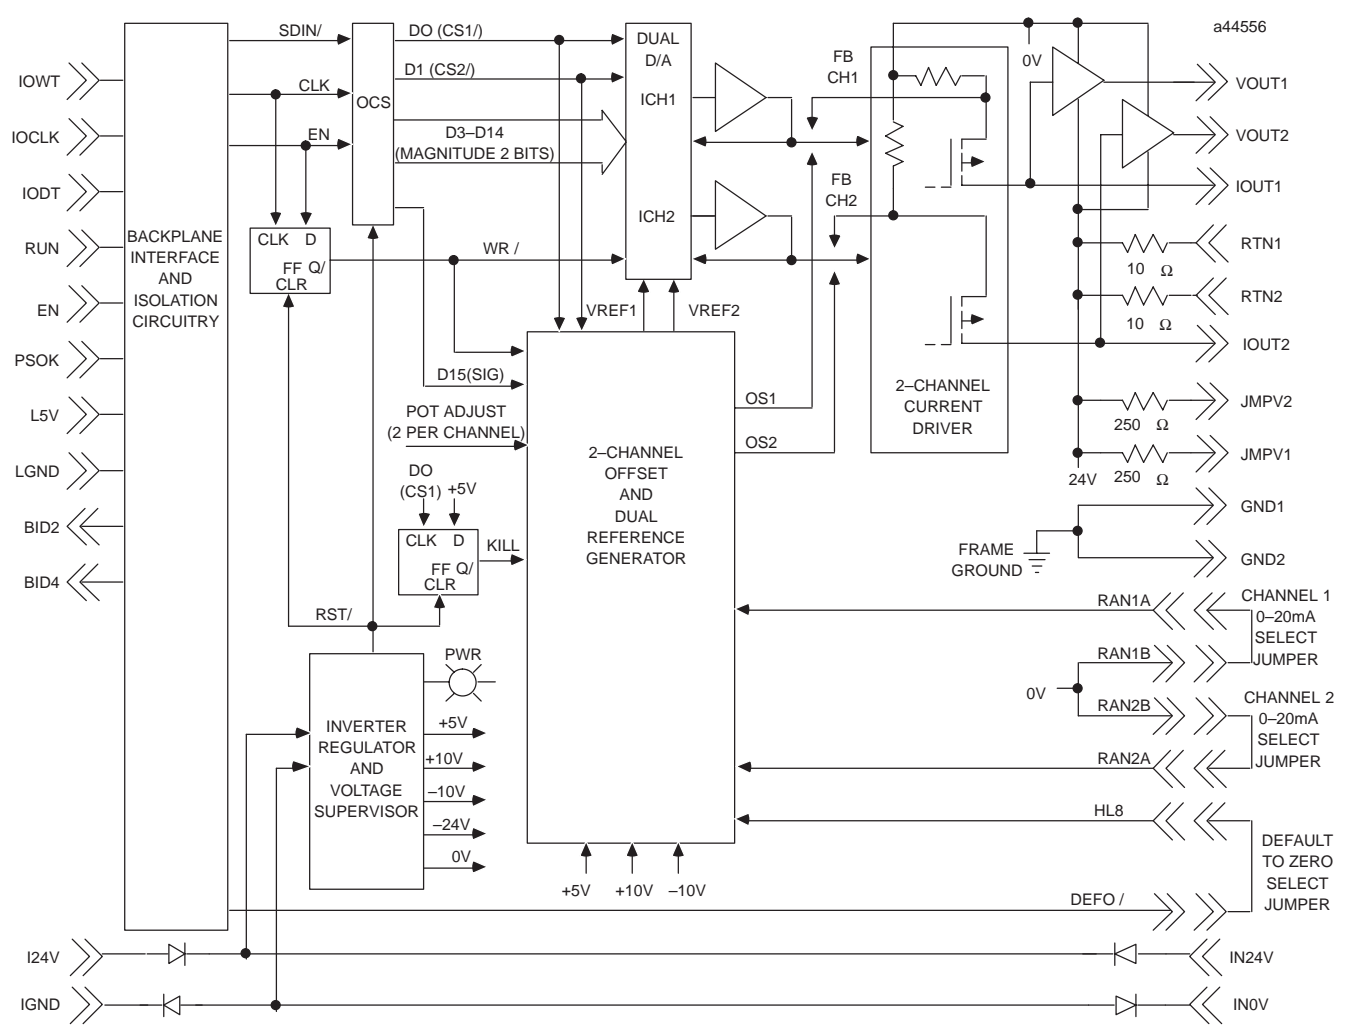 a44556
IOWT
IOCLK
IODT
RUN
EN
PSOK
L5V
LGND
BID2
BID4
I24V
IGND
BACKPLANE
INTERFACE
AND
ISOLATION
CIRCUITRY
SDIN/
CLK
EN
OCS
CLK D
FF Q/
CLR
DO (CS1/)
D1 (CS2/)
D3–D14
(MAGNITUDE 2 BITS)
WR /
D15(SIG)
POT ADJUST
(2 PER CHANNEL)
DO
(CS1)
+5V
CLK D
FF Q/
CLR
KILL
RST/
PWR
INVERTER
REGULATOR
AND
VOLTAGE
SUPERVISOR
+5V
+10V
–10V
–24V
0V
DUAL
D/A
ICH1
ICH2
VREF1
VREF2
2–CHANNEL
OFFSET
AND
DUAL
REFERENCE
GENERATOR
+5V
+10V
–10V
OS1
OS2
FB
CH1
FB
CH2
2–CHANNEL
CURRENT
DRIVER
0V
10 Ω
10 Ω
250 Ω
24V
250 Ω
FRAME
GROUND
VOUT1
VOUT2
IOUT1
RTN1
RTN2
IOUT2
JMPV2
JMPV1
GND1
GND2
RAN1A
RAN1B
0V
RAN2B
RAN2A
HL8
DEFO /
CHANNEL 1
0–20mA
SELECT
JUMPER
CHANNEL 2
0–20mA
SELECT
JUMPER
DEFAULT
TO ZERO
SELECT
JUMPER
IN24V
IN0V